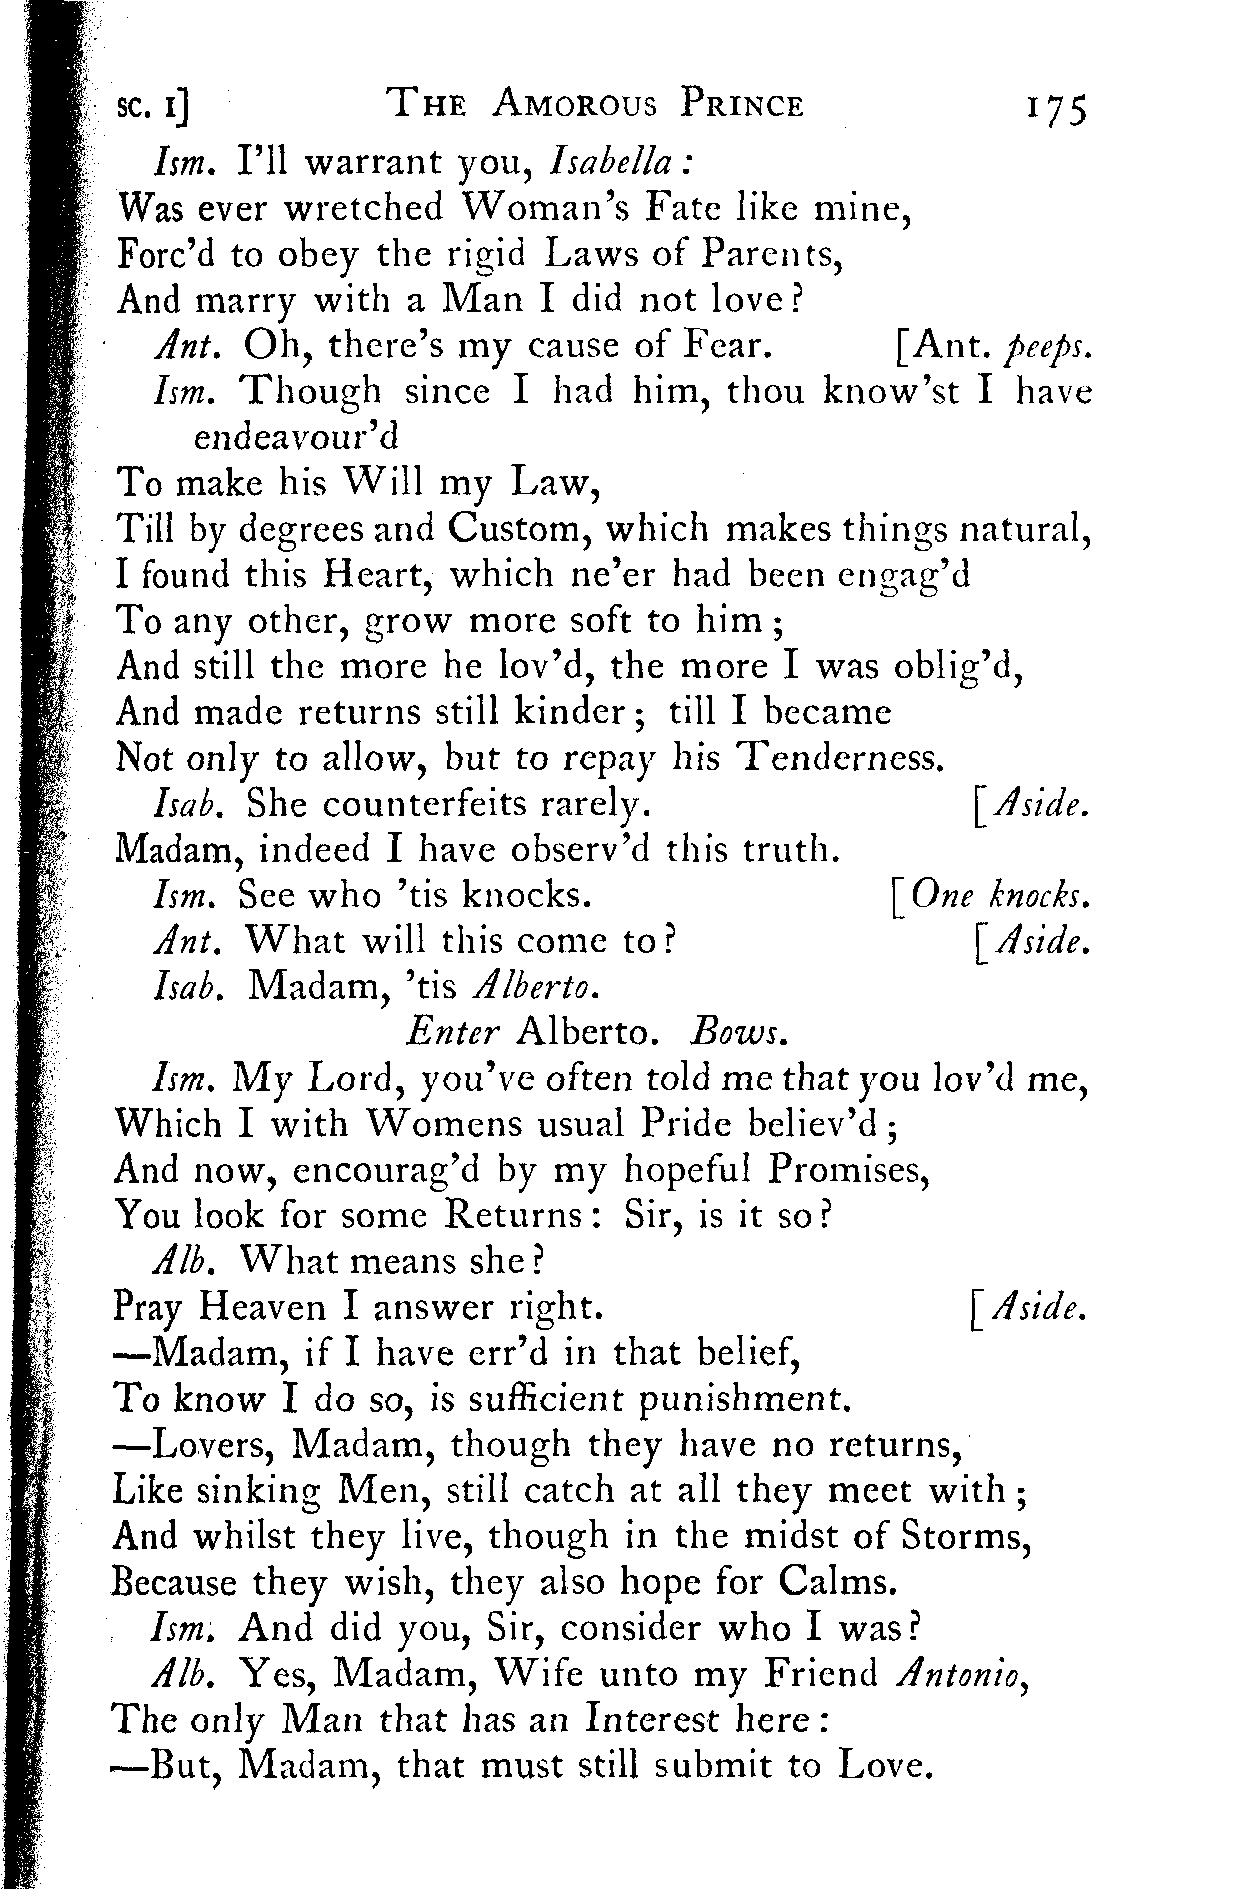 sc. 1] The Amorous Prince 175
Ism. I'll warrant you, Isabella :
Was ever wretched Woman's Fate like mine,
Forc'd to obey the rigid Laws of Parents,
And marry with a Man I did not love?
Ant. Oh, there's my cause of Fear. [Ant. peeps.
Ism. Though since I had him, thou know'st I have
endeavour'd
To make his Will my Law,
Till by degrees and Custom, which makes things natural,
I found this Heart, which ne'er had been engag'd
To any other, grow more soft to him ;
And still the more he lov'd, the more I was oblig'd,
And made returns still kinder ; till I became
Not only to allow, but to repay his Tenderness.
Isab. She counterfeits rarely. [Aside.
Madam, indeed I have observ'd this truth.
Ism. See who 'tis knocks. [One knocks.
Ant. What will this come to? [Aside.
Isab. Madam, 'tis Alberto.
Enter Alberto. Bows.
Ism. My Lord, you've often told me that you lov'd me,
Which I with Womens usual Pride believ'd ;
And now, encourag'd by my hopeful Promises,
You look for some Returns : Sir, is it so?
Alb. What means she?
Pray Heaven I answer right. [Aside.
—Madam, if I have err'd in that belief,
To know I do so, is sufficient punishment.
—Lovers, Madam, though they have no returns,
Like sinking Men, still catch at all they meet with ;
And whilst they live, though in the midst of Storms,
Because they wish, they also hope for Calms.
Ism. And did you, Sir, consider who I was?
Alb. Yes, Madam, Wife unto my Friend Antonio,
The only Man that has an Interest here :
—But, Madam, that must still submit to Love.